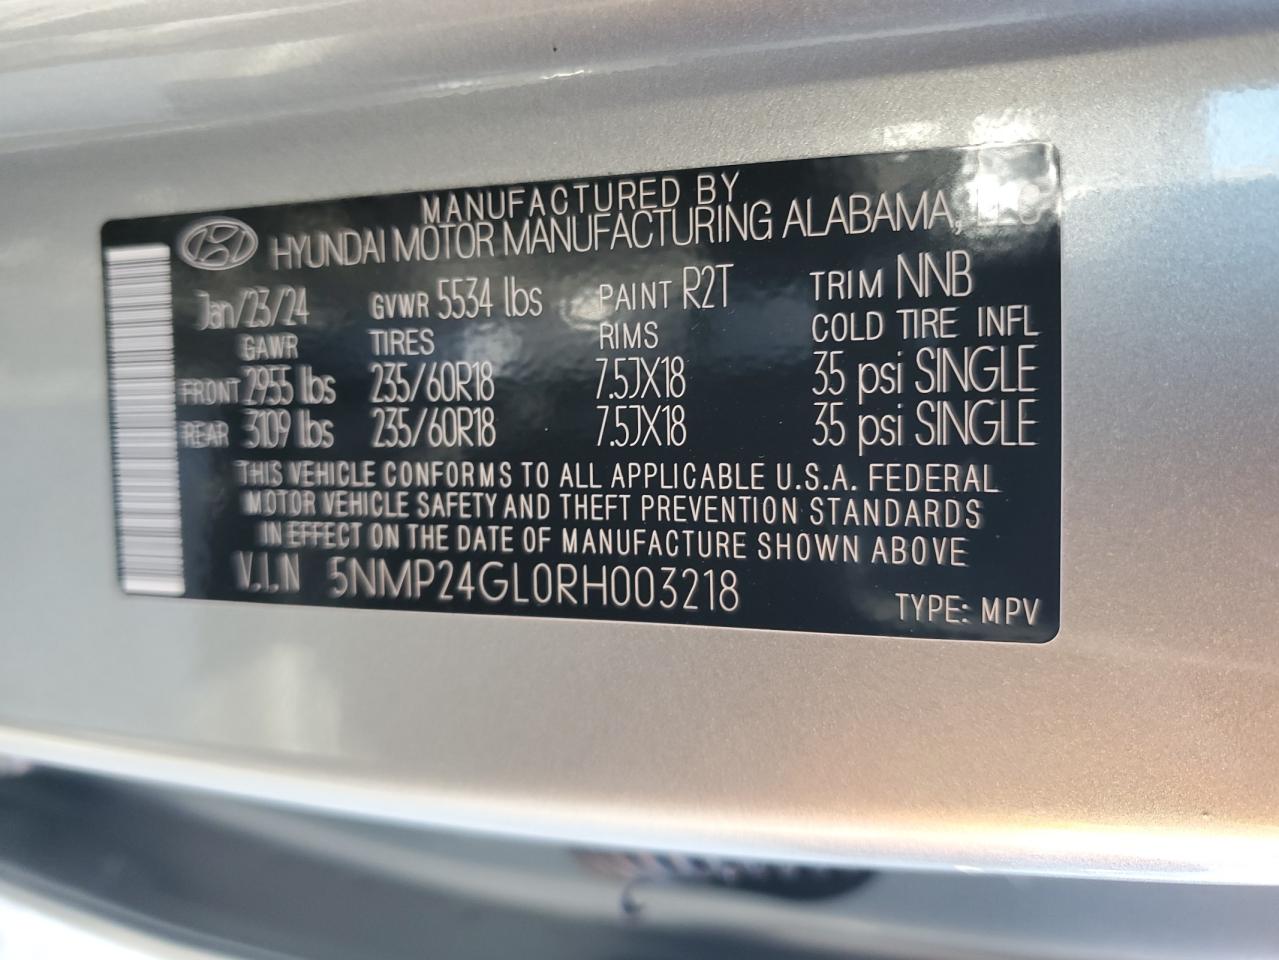 MANUFACTURED BY
HYUNDAI MOTOR MANUFACTURING ALABAMA, LLC
Jan/23/24 GVWR 5534 lbs PAINT R2T TRIM NNB
GAWR TIRES RIMS COLD TIRE INFL
FRONT 2955 lbs 235/60R18 7.5JX18 35 psi SINGLE
REAR 3109 lbs 235/60R18 7.5JX18 35 psi SINGLE
THIS VEHICLE CONFORMS TO ALL APPLICABLE U.S.A. FEDERAL
MOTOR VEHICLE SAFETY AND THEFT PREVENTION STANDARDS
IN EFFECT ON THE DATE OF MANUFACTURE SHOWN ABOVE
V.I.N 5NMP24GL0RH003218
TYPE: MPV